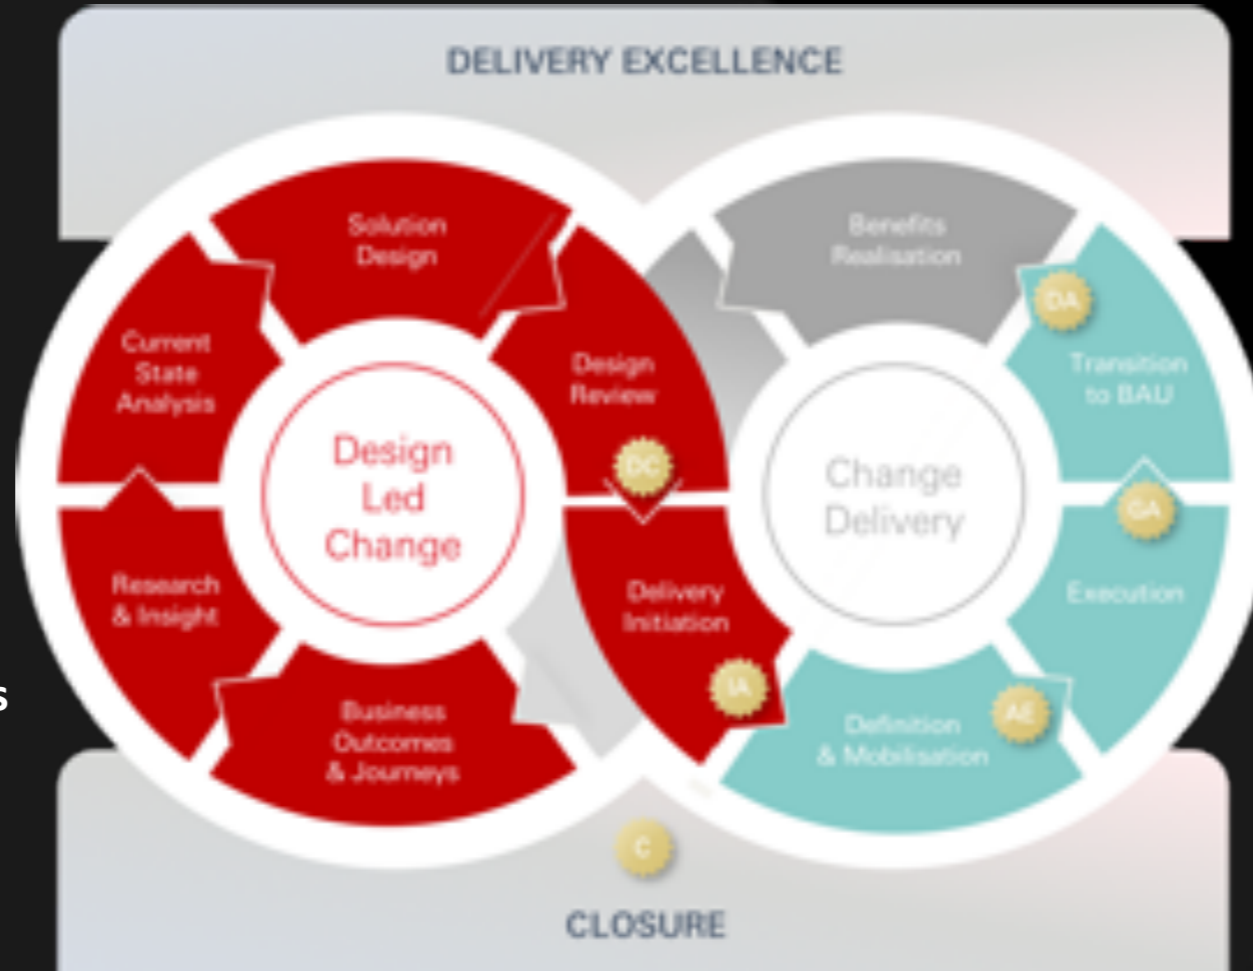 DELIVERY EXCELLENCE
Solution
Design
Benefits
Realisation
DA
Current
State
Analysis
Design
Review
Transition
to BAU
DC
Design
Led
Change
Change
Delivery
GA
Research
& Insight
Delivery
Initiation
Execution
IA
s
Business
Outcomes
& Journeys
Definition
& Mobilisation
AE
C
CLOSURE